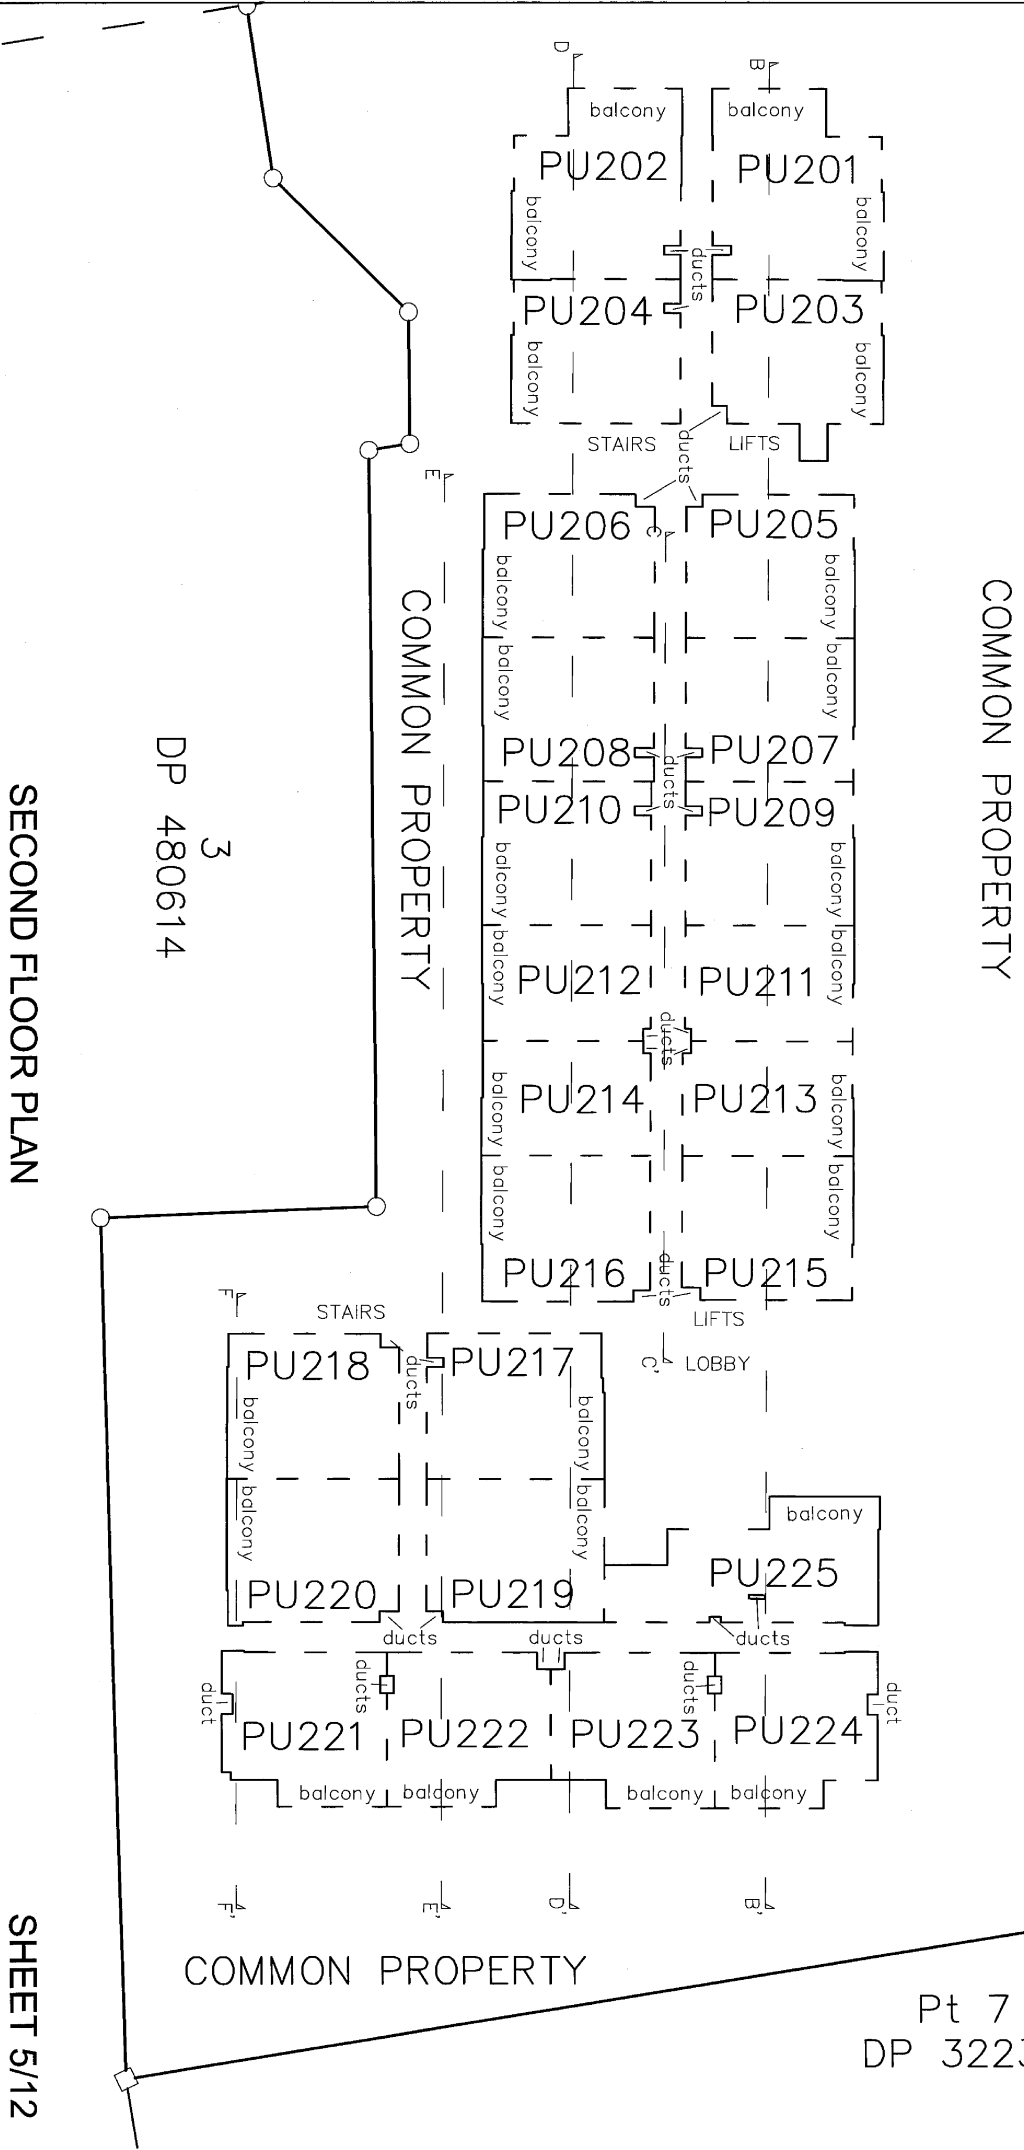 D
B
balcony
balcony
PU202
PU201
balcony
balcony
ducts
PU204
PU203
balcony
balcony
STAIRS
ducts
LIFTS
E
PU206
C
PU205
balcony
balcony
COMMON PROPERTY
COMMON PROPERTY
balcony
balcony
PU208
ducts
PU207
PU210
PU209
balcony
balcony
balcony
balcony
PU212
PU211
ducts
PU214
PU213
balcony
balcony
balcony
balcony
PU216
ducts
PU215
3
DP 480614
SECOND FLOOR PLAN
F
STAIRS
LIFTS
C'
LOBBY
PU218
ducts
PU217
balcony
balcony
balcony
balcony
balcony
PU225
PU220
PU219
ducts
ducts
ducts
duct
ducts
ducts
duct
PU221
PU222
PU223
PU224
balcony
balcony
balcony
balcony
F'
E'
D'
B'
COMMON PROPERTY
Pt 7
DP 3223
SHEET 5/12